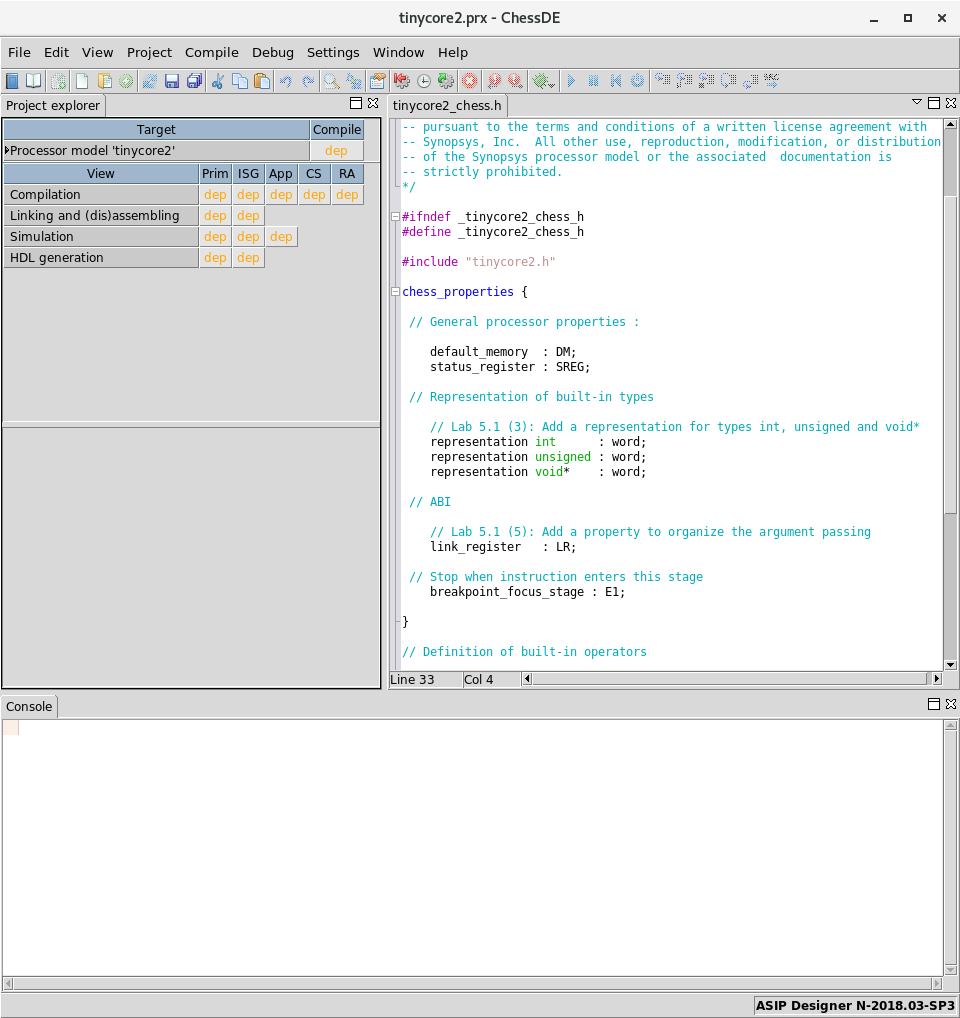 tinycore2.prx - ChessDE
File Edit View Project Compile Debug Settings Window Help
Project explorer
Target Compile
Processor model 'tinycore2' dep
View Prim ISG App CS RA
Compilation dep dep dep dep dep
Linking and (dis)assembling dep dep
Simulation dep dep dep
HDL generation dep dep
tinycore2_chess.h
-- pursuant to the terms and conditions of a written license agreement with
-- Synopsys, Inc.  All other use, reproduction, modification, or distribution
-- of the Synopsys processor model or the associated  documentation is
-- strictly prohibited.
*/
#ifndef _tinycore2_chess_h
#define _tinycore2_chess_h
#include "tinycore2.h"
chess_properties {
// General processor properties :
default_memory  : DM;
status_register : SREG;
// Representation of built-in types
// Lab 5.1 (3): Add a representation for types int, unsigned and void*
representation int      : word;
representation unsigned : word;
representation void*    : word;
// ABI
// Lab 5.1 (5): Add a property to organize the argument passing
link_register   : LR;
// Stop when instruction enters this stage
breakpoint_focus_stage : E1;
}
// Definition of built-in operators
Line 33 Col 4
Console
ASIP Designer N-2018.03-SP3